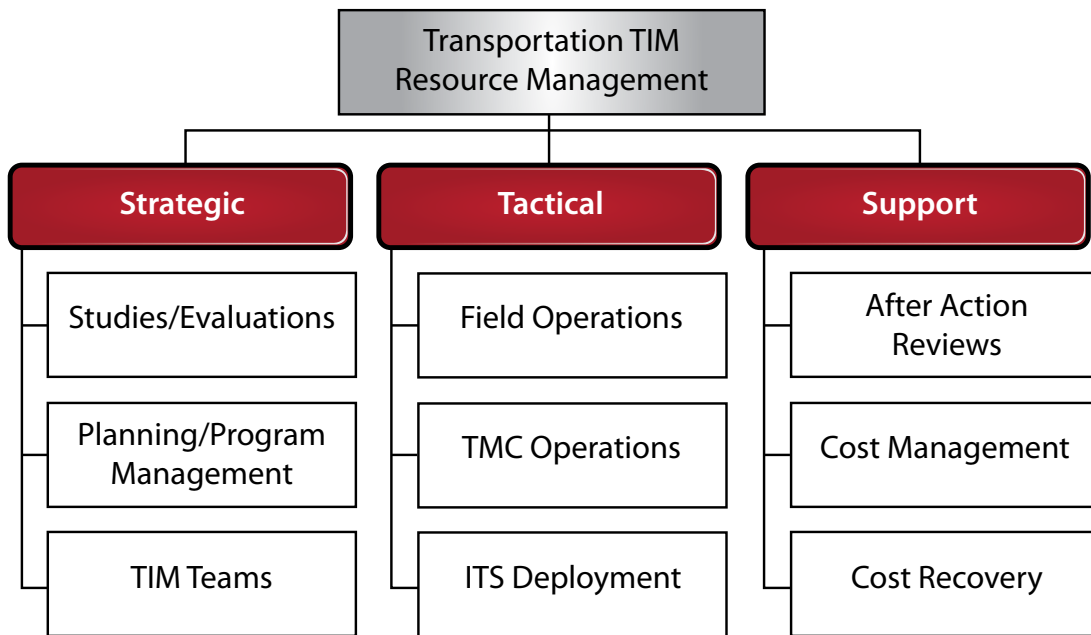 Transportation TIM
Resource Management
Strategic
Tactical
Support
Studies/Evaluations
Field Operations
After Action
Reviews
Planning/Program
Management
TMC Operations
Cost Management
TIM Teams
ITS Deployment
Cost Recovery